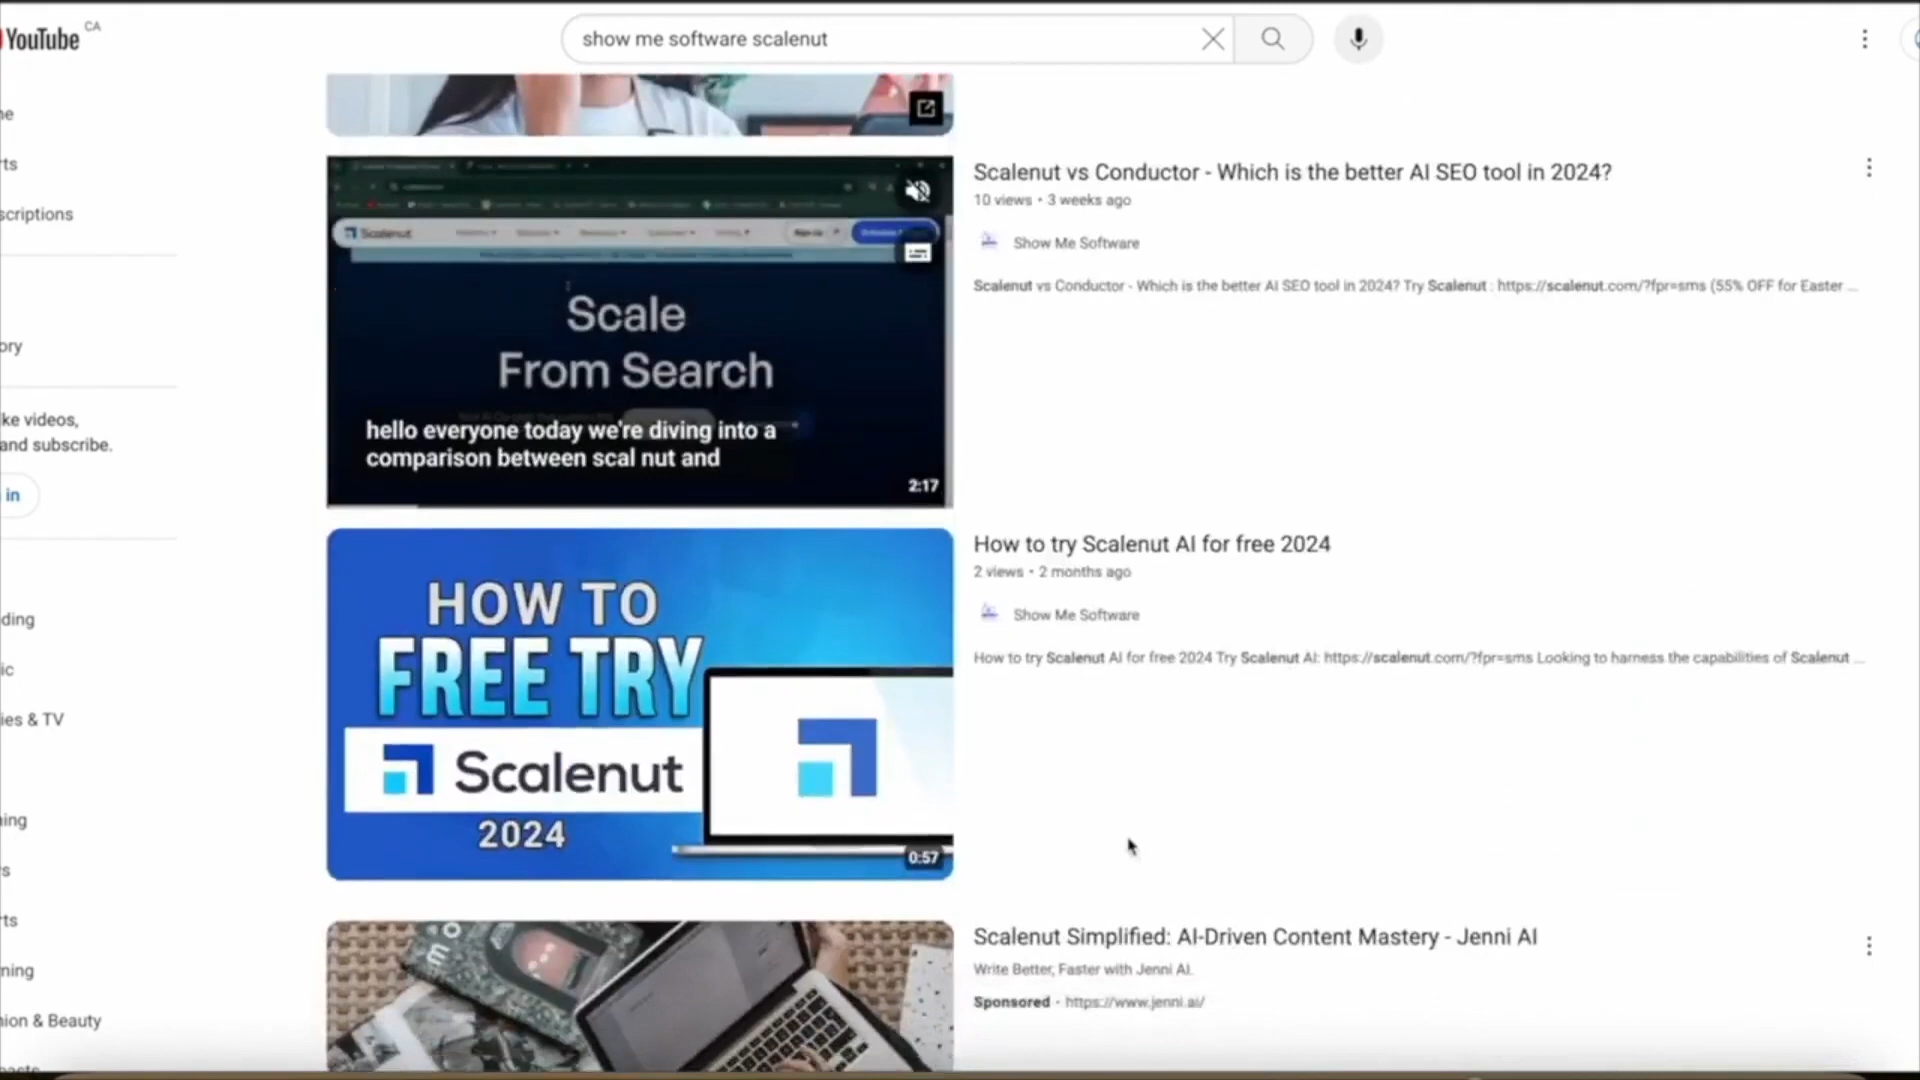 YouTube CA
show me software scalenut
ne
rts
scriptions
ory
ke videos,
and subscribe.
in
ding
ic
ies & TV
ning
s
rts
ning
ion & Beauty
Scalenut
Scale
From Search
hello everyone today we're diving into a
comparison between scal nut and
2:17
Scalenut vs Conductor - Which is the better AI SEO tool in 2024?
10 views • 3 weeks ago
Show Me Software
Scalenut vs Conductor - Which is the better AI SEO tool in 2024? Try Scalenut : https://scalenut.com/?fpr=sms (55% OFF for Easter ...
HOW TO
FREE TRY
Scalenut
2024
0:57
How to try Scalenut AI for free 2024
2 views • 2 months ago
Show Me Software
How to try Scalenut AI for free 2024 Try Scalenut AI: https://scalenut.com/?fpr=sms Looking to harness the capabilities of Scalenut ...
Scalenut Simplified: AI-Driven Content Mastery - Jenni AI
Write Better, Faster with Jenni AI.
Sponsored · https://www.jenni.ai/